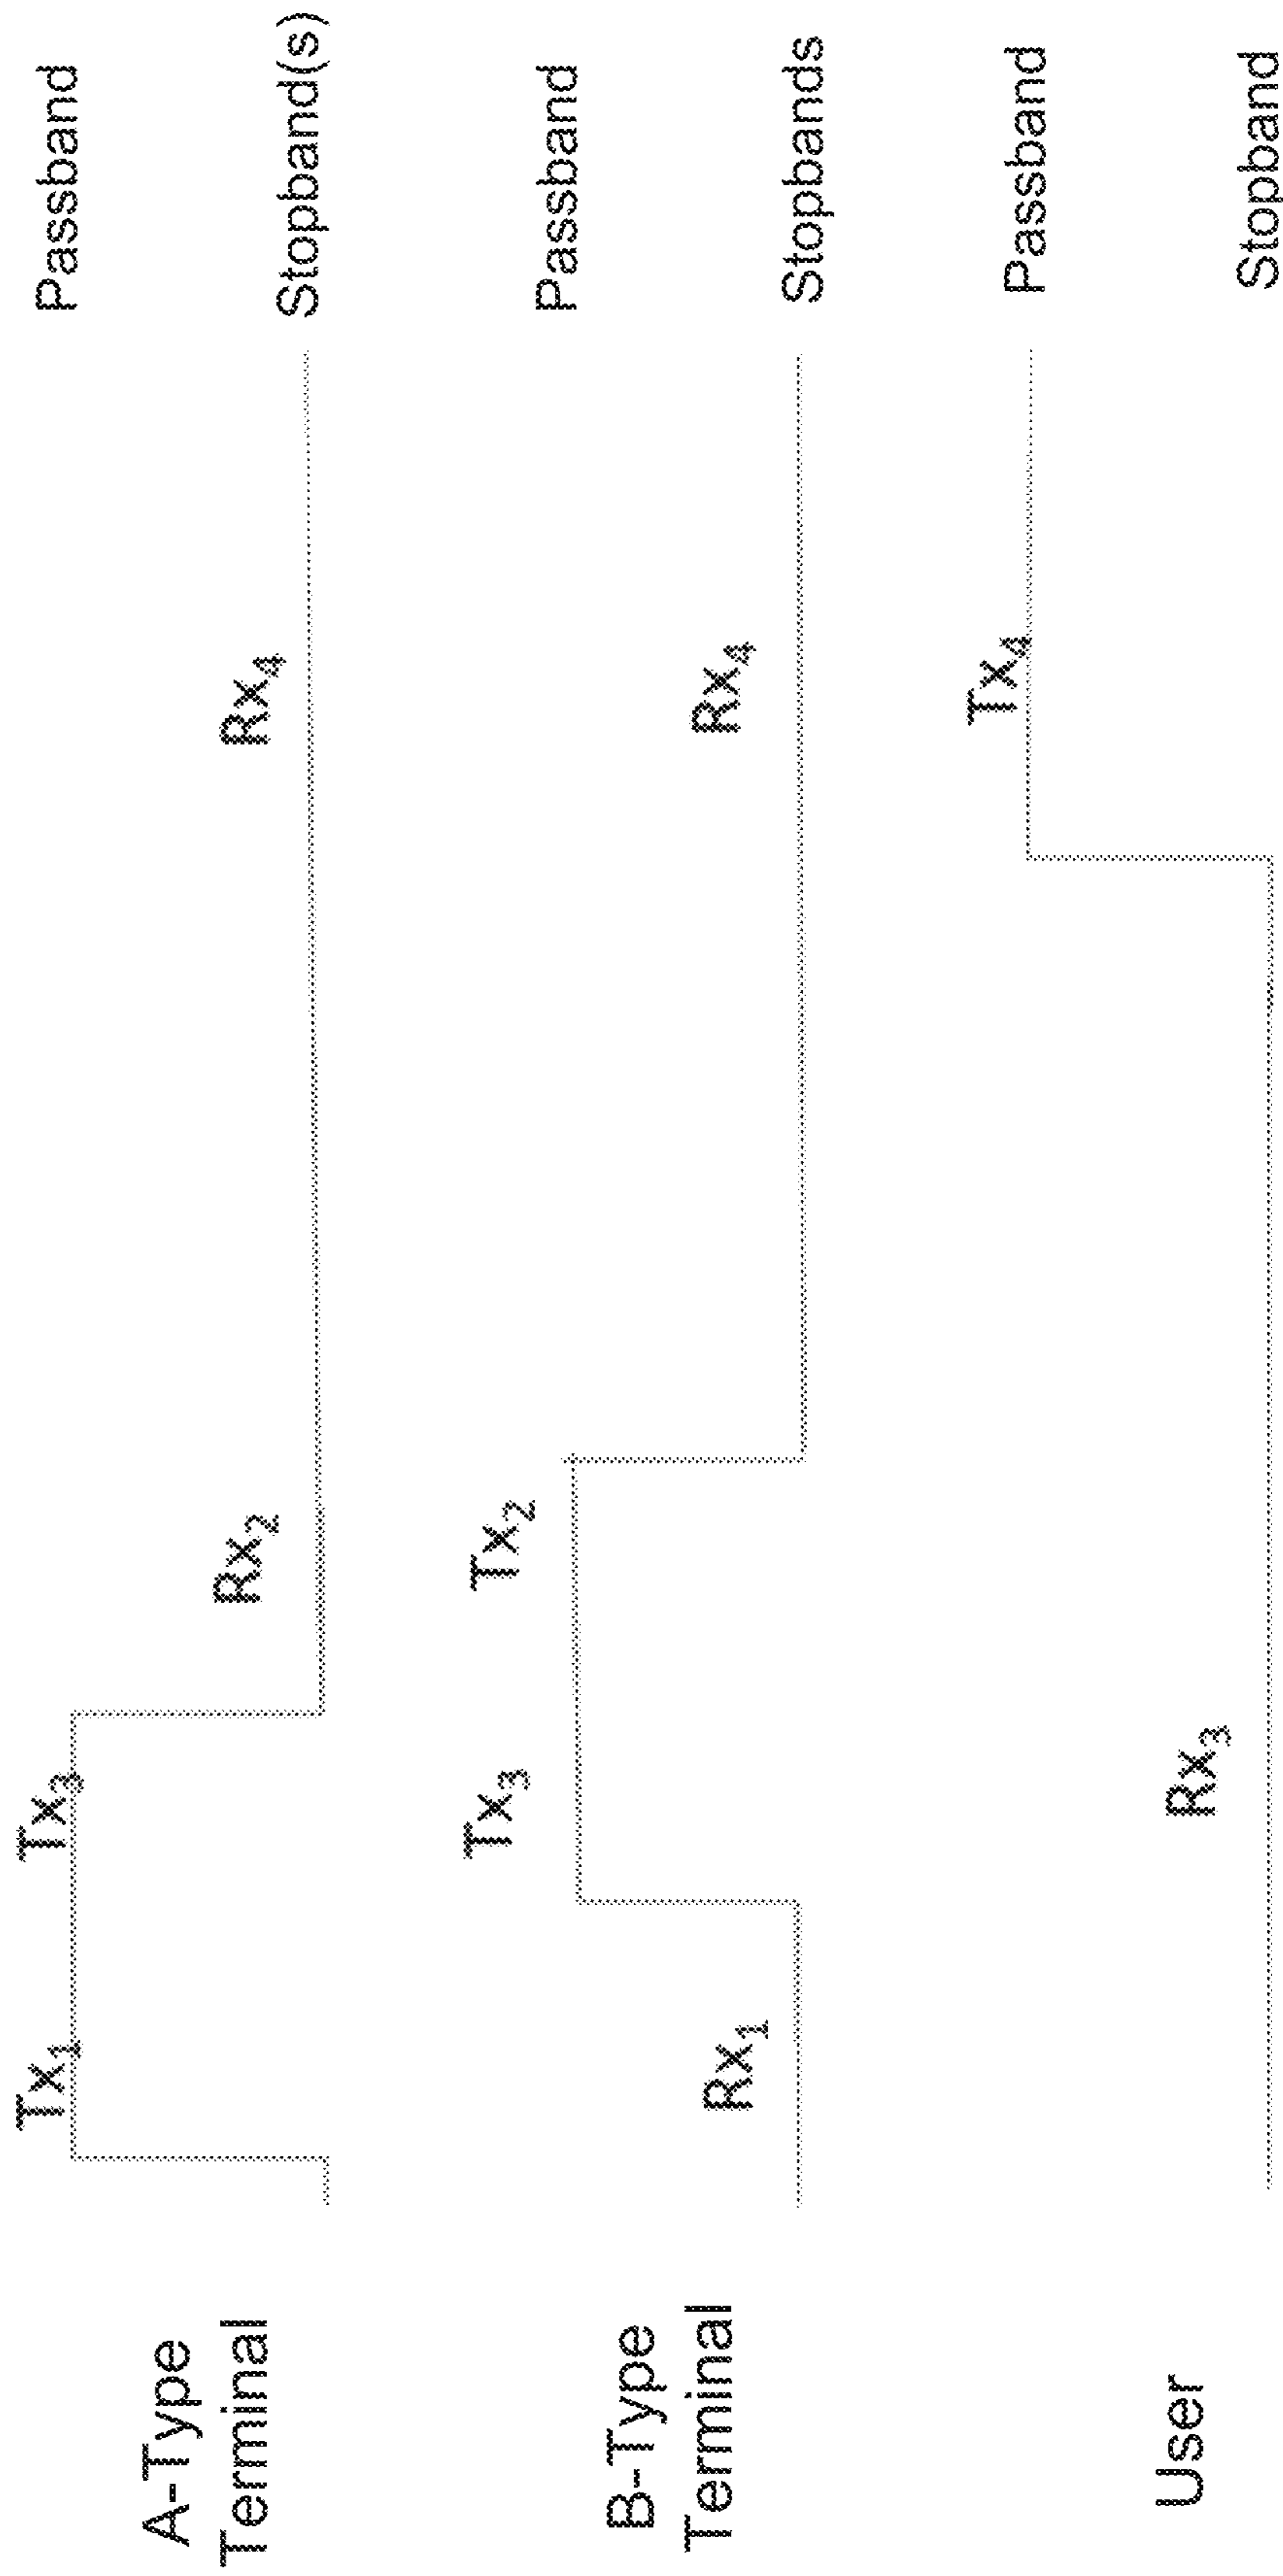 A-Type
Terminal
Tx1
Tx3
Rx2
Rx4
Passband
Stopband(s)
B-Type
Terminal
Rx1
Tx3
Tx2
Rx4
Passband
Stopbands
User
Rx3
Tx4
Passband
Stopband